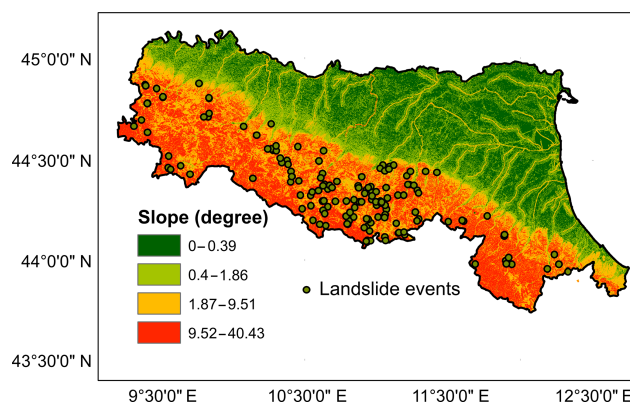 45°0'0" N
44°30'0" N
44°0'0" N
43°30'0" N
Slope (degree)
0–0.39
0.4–1.86
1.87–9.51
9.52–40.43
Landslide events
9°30'0" E
10°30'0" E
11°30'0" E
12°30'0" E